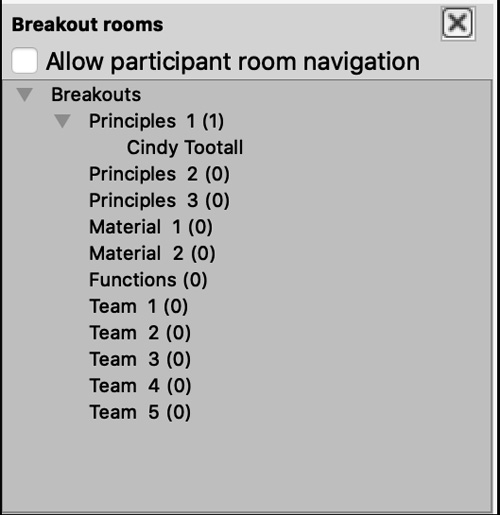 Breakout rooms
Allow participant room navigation
Breakouts
Principles 1 (1)
Cindy Tootall
Principles 2 (0)
Principles 3 (0)
Material 1 (0)
Material 2 (0)
Functions (0)
Team 1 (0)
Team 2 (0)
Team 3 (0)
Team 4 (0)
Team 5 (0)